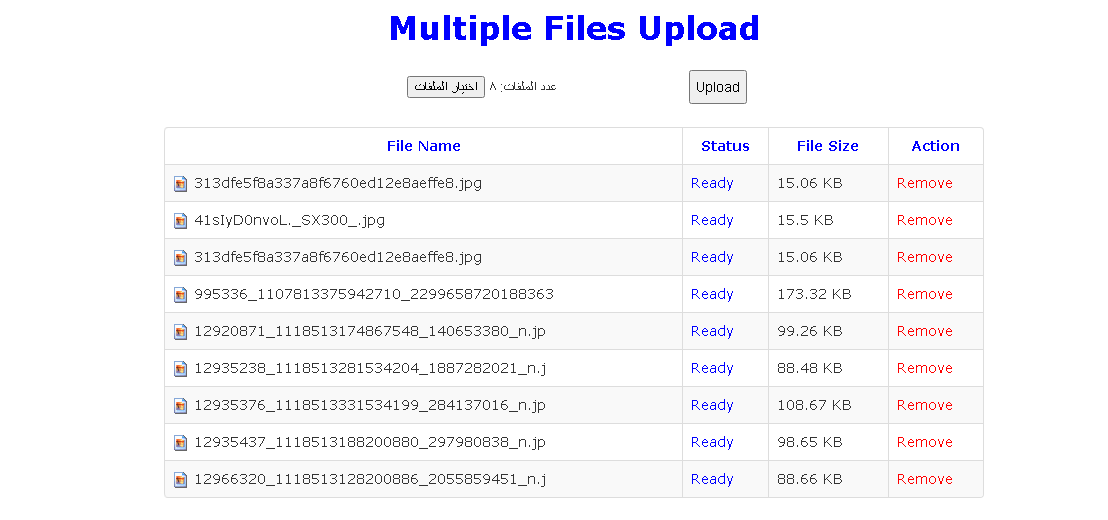 Multiple Files Upload
اختيار الملفات عدد الملفات: ٨ Upload
File Name Status File Size Action
313dfe5f8a337a8f6760ed12e8aeffe8.jpg Ready 15.06 KB Remove
41sIyD0nvoL._SX300_.jpg Ready 15.5 KB Remove
313dfe5f8a337a8f6760ed12e8aeffe8.jpg Ready 15.06 KB Remove
995336_1107813375942710_2299658720188363 Ready 173.32 KB Remove
12920871_1118513174867548_140653380_n.jp Ready 99.26 KB Remove
12935238_1118513281534204_1887282021_n.j Ready 88.48 KB Remove
12935376_1118513331534199_284137016_n.jp Ready 108.67 KB Remove
12935437_1118513188200880_297980838_n.jp Ready 98.65 KB Remove
12966320_1118513128200886_2055859451_n.j Ready 88.66 KB Remove